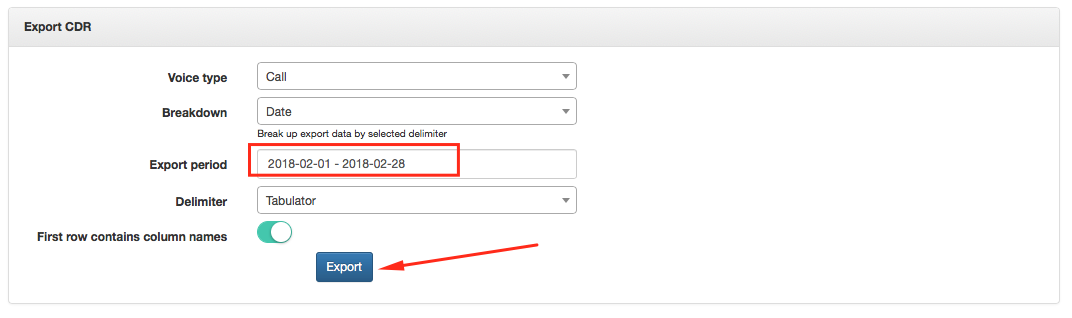 Export CDR
Voice type Call
Breakdown Date
Break up export data by selected delimiter
Export period 2018-02-01 - 2018-02-28
Delimiter Tabulator
First row contains column names
Export